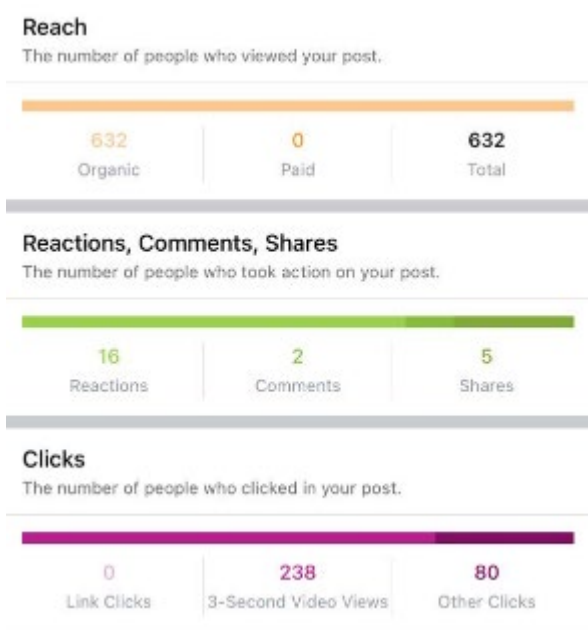 Reach
The number of people who viewed your post.
632 0 632
Organic Paid Total
Reactions, Comments, Shares
The number of people who took action on your post.
16 2 5
Reactions Comments Shares
Clicks
The number of people who clicked in your post.
0 238 80
Link Clicks 3-Second Video Views Other Clicks